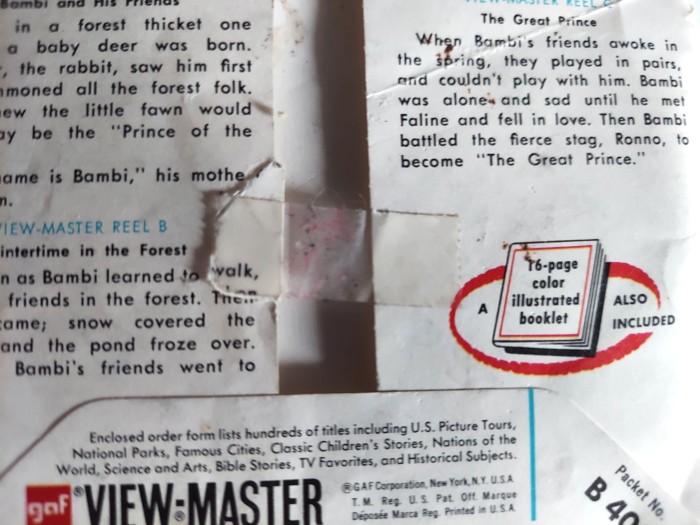 Bambi and His Friends
in a forest thicket one
a baby deer was born.
the rabbit, saw him first
all the forest folk.
the little fawn would
be the "Prince of the
is Bambi," his mothe
VIEW-MASTER REEL B
in the Forest
as Bambi learned to walk,
friends in the forest. Then
snow covered the
and the pond froze over.
Bambi's friends went to
VIEW-MASTER REEL
The Great Prince
When Bambi's friends awoke in
the spring, they played in pairs,
and couldn't play with him. Bambi
was alone and sad until he met
Faline and fell in love. Then Bambi
battled the fierce stag, Ronno, to
become "The Great Prince."
A
16-page
color
illustrated
booklet
ALSO
INCLUDED
Enclosed order form lists hundreds of titles including U.S. Picture Tours,
National Parks, Famous Cities, Classic Children's Stories, Nations of the
World, Science and Arts, Bible Stories, TV Favorites, and Historical Subjects.
gaf® VIEW-MASTER®
®GAF Corporation, New York, N.Y. U.S.A.
T. M. Reg. U.S. Pat. Off. Marque
Déposée Marca Reg. Printed in U.S.A.
Packet No.
B 40